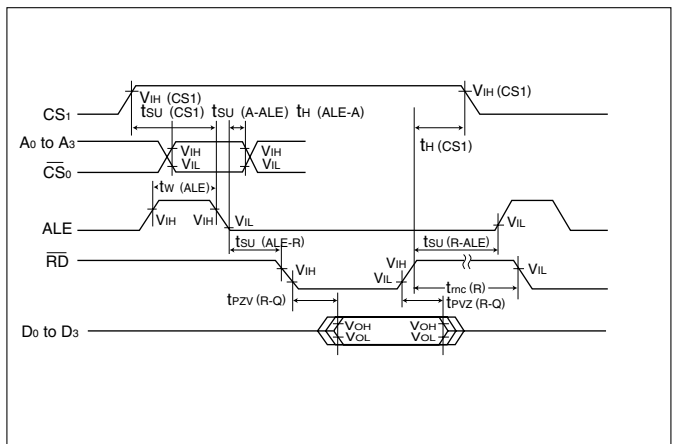 VIH (CS1)
VIH (CS1)
CS1
tSU (CS1) tSU (A-ALE) tH (ALE-A)
A0 to A3
VIH
VIH
tH (CS1)
CS0
VIL
VIL
tW (ALE)
ALE
VIH
VIH
VIL
VIL
tSU (ALE-R)
tSU (R-ALE)
RD
VIH
VIH
VIL
VIL
trnc (R)
tPZV (R-Q)
tPVZ (R-Q)
D0 to D3
VOH
VOH
VOL
VOL